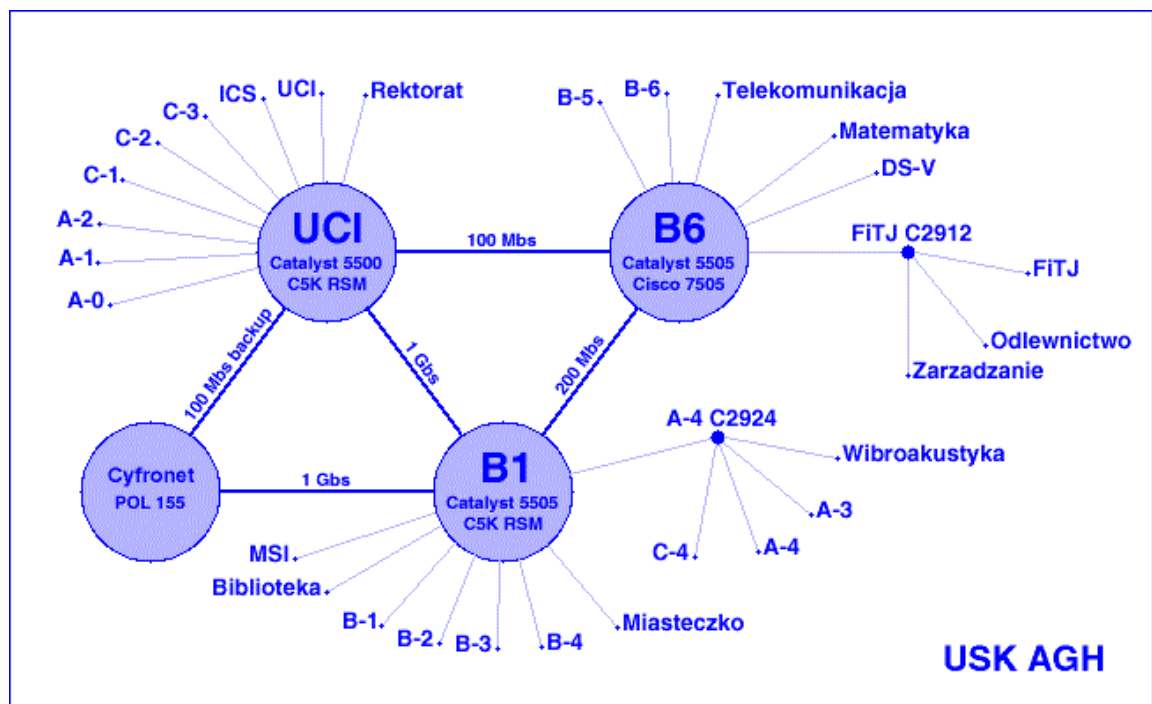 UCI
Rektorat
ICS
C-3
C-2
C-1
A-2
A-1
A-0
UCI
Catalyst 5500
C5K RSM
100 Mbs
B-5
B-6
Telekomunikacja
Matematyka
DS-V
B6
Catalyst 5505
Cisco 7505
FiTJ C2912
FiTJ
Odlewnictwo
Zarzadzanie
100 Mbs backup
1 Gbs
200 Mbs
Cyfronet
POL 155
1 Gbs
B1
Catalyst 5505
C5K RSM
A-4 C2924
Wibroakustyka
A-3
A-4
C-4
MSI
Biblioteka
B-1
B-2
B-3
B-4
Miasteczko
USK AGH